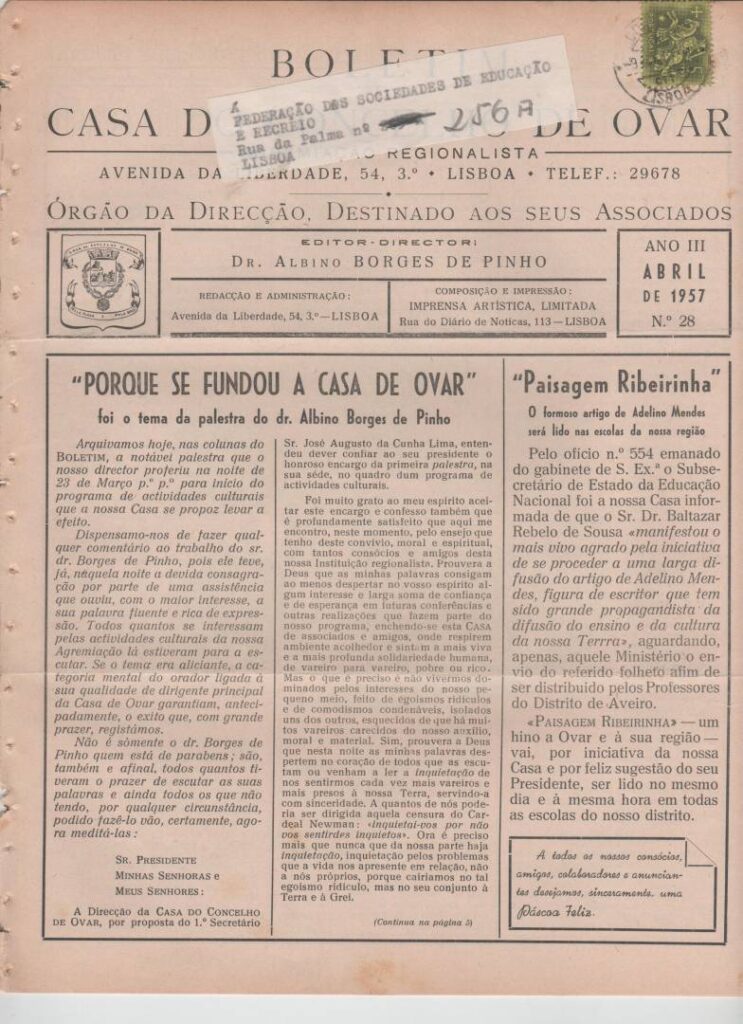 BOLETIM
CASA DO CONCELHO DE OVAR
REGIONALISTA
À
FEDERAÇÃO DAS SOCIEDADES DE EDUCAÇÃO
E RECREIO
Rua da Palma nº 256 A
LISBOA
LISBOA
AVENIDA DA LIBERDADE, 54, 3.º • LISBOA • TELEF.: 29678
ÓRGÃO DA DIRECÇÃO, DESTINADO AOS SEUS ASSOCIADOS
EDITOR-DIRECTOR:
DR. ALBINO BORGES DE PINHO
REDACÇÃO E ADMINISTRAÇÃO:
Avenida da Liberdade, 54, 3.º — LISBOA
COMPOSIÇÃO E IMPRESSÃO:
IMPRENSA ARTÍSTICA, LIMITADA
Rua do Diário de Notícas, 113 — LISBOA
ANO III
ABRIL
DE 1957
N.º 28
"PORQUE SE FUNDOU A CASA DE OVAR"
foi o tema da palestra do dr. Albino Borges de Pinho
Arquivamos hoje, nas colunas do
BOLETIM, a notável palestra que o
nosso director proferiu na noite de
23 de Março p.º p.º para início do
programa de actividades culturais
que a nossa Casa se propoz levar a
efeito.
Dispensamo-nos de fazer qual-
quer comentário ao trabalho do sr.
dr. Borges de Pinho, pois ele teve,
já, naquela noite a devida consagra-
ção por parte de uma assistência
que ouviu, com o maior interesse, a
sua palavra fluente e rica de expres-
são. Todos quantos se interessam
pelas actividades culturais da nossa
Agremiação lá estiveram para a es-
cutar. Se o tema era aliciante, a ca-
tegoria mental do orador ligada à
sua qualidade de dirigente principal
da Casa de Ovar garantiam, anteci-
padamente, o exito que, com grande
prazer, registámos.
Não é sòmente o dr. Borges de
Pinho quem está de parabens; são,
também e afinal, todos quantos ti-
veram o prazer de escutar as suas
palavras e ainda todos os que não
tendo, por qualquer circunstância,
podido fazê-lo vão, certamente, ago-
ra meditá-las:
SR. PRESIDENTE
MINHAS SENHORAS e
MEUS SENHORES:
A Direcção da CASA DO CONCELHO
DE OVAR, por proposta do 1.º Secretário
Sr. José Augusto da Cunha Lima, enten-
deu dever confiar ao seu presidente o
honroso encargo da primeira palestra, na
sua séde, no quadro dum programa de
actividades culturais.
Foi muito grato ao meu espírito acei-
tar este encargo e confesso também que
é profundamente satisfeito que aqui me
encontro, neste momento, pelo ensejo que
tenho deste convívio, moral e espiritual,
com tantos consócios e amigos desta
nossa Instituição regionalista. Prouvera a
Deus que as minhas palavras consigam
ao menos despertar no vosso espirito al-
gum interesse e larga soma de confiança
e de esperança em futuras conferências e
outras realizações que fazem parte do
nosso programa, enchendo-se esta CASA
de associados e amigos, onde respirem
ambiente acolhedor e sintam a mais viva
e a mais profunda solidariedade humana,
de vareiro para vareiro, pobre ou rico.
Mas o que é preciso é não vivermos do-
minados pelos interesses do nosso pe-
queno meio, feito de egoismos ridículos
e de comodismos condenáveis, isolados
uns dos outros, esquecidos de que há mui-
tos vareiros carecidos do nosso auxilio,
moral e material. Sim, prouvera a Deus
que nesta noite as minhas palavras des-
pertem no coração de todos que as escu-
tam ou venham a ler a inquietação de
nos sentirmos cada vez mais vareiros e
mais presos à nossa Terra, servindo-a
com sinceridade. A quantos de nós pode-
ria ser dirigida aquela censura do Car-
deal Newman: «inquietai-vos por não
vos sentirdes inquietos». Ora é preciso
mais que nunca que da nossa parte haja
inquietação, inquietação pelos problemas
que a vida nos apresente em relação, não
a nós próprios, porque cairiamos no tal
egoismo ridículo, mas no seu conjunto à
Terra e à Grei.
(Continua na página 5)
"Paisagem Ribeirinha"
O formoso artigo de Adelino Mendes
será lido nas escolas da nossa região
Pelo ofício n.º 554 emanado
do gabinete de S. Ex.ª o Subse-
cretário de Estado da Educação
Nacional foi a nossa Casa infor-
mada de que o Sr. Dr. Baltazar
Rebelo de Sousa «manifestou o
mais vivo agrado pela iniciativa
de se proceder a uma larga di-
fusão do artigo de Adelino Men-
des, figura de escritor que tem
sido grande propagandista da
difusão do ensino e da cultura
da nossa Terrra», aguardando,
apenas, aquele Ministério o en-
vio do referido folheto afim de
ser distribuido pelos Professores
do Distrito de Aveiro.
«PAISAGEM RIBEIRINHA» — um
hino a Ovar e à sua região —
vai, por iniciativa da nossa
Casa e por feliz sugestão do seu
Presidente, ser lido no mesmo
dia e à mesma hora em todas
as escolas do nosso distrito.
A todos os nossos consócios,
amigos, colaboradores e anuncian-
tes desejamos, sinceramente, uma
Páscoa Feliz.